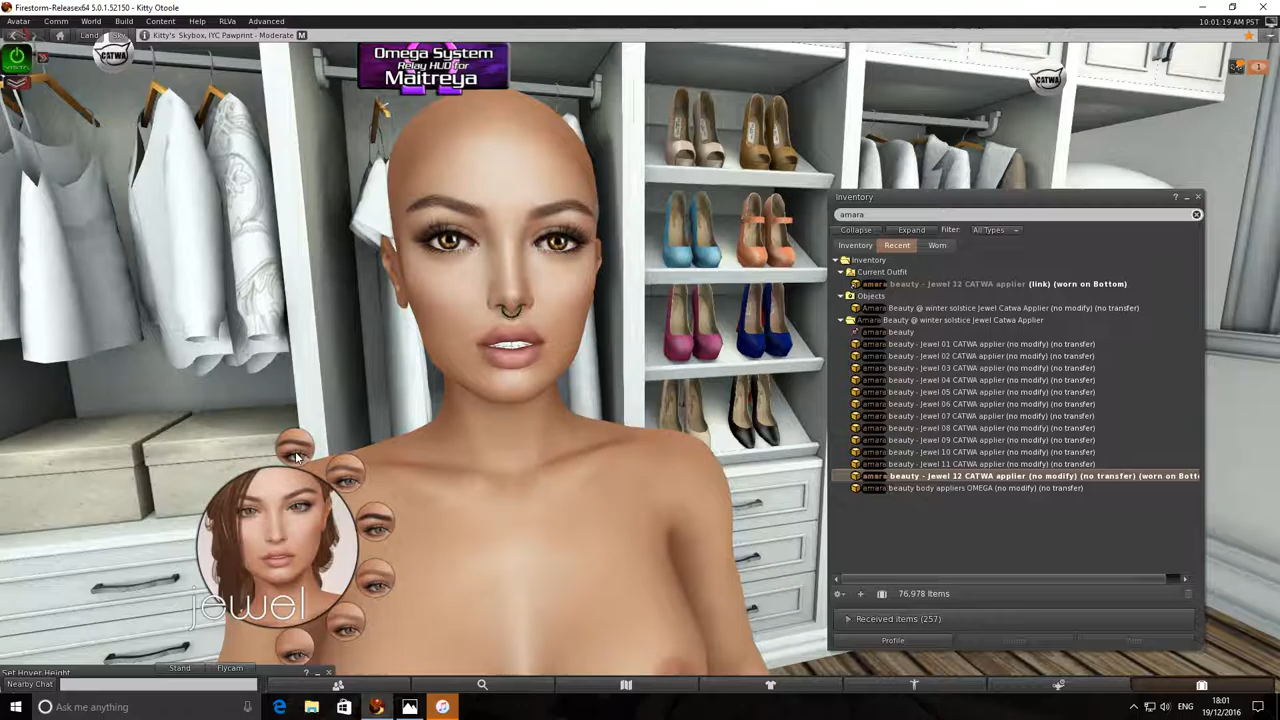 Firestorm-Releasex64 5.0.1.52150 - Kitty Otoole
Avatar Comm World Build Content Help RLVa Advanced
10:01:19 AM PST
Land Sky Kitty's Skybox, IYC Pawprint - Moderate M
CATWA
Omega System
Relay HUD for
Maitreya
CATWA
Inventory
amara
Collapse Expand Filter: All Types
Inventory Recent Worn
Inventory
Current Outfit
amara beauty - Jewel 12 CATWA applier (link) (worn on Bottom)
Objects
Amara Beauty @ winter solstice Jewel Catwa Applier (no modify) (no transfer)
Amara Beauty @ winter solstice Jewel Catwa Applier
amara beauty
amara beauty - Jewel 01 CATWA applier (no modify) (no transfer)
amara beauty - Jewel 02 CATWA applier (no modify) (no transfer)
amara beauty - Jewel 03 CATWA applier (no modify) (no transfer)
amara beauty - Jewel 04 CATWA applier (no modify) (no transfer)
amara beauty - Jewel 05 CATWA applier (no modify) (no transfer)
amara beauty - Jewel 06 CATWA applier (no modify) (no transfer)
amara beauty - Jewel 07 CATWA applier (no modify) (no transfer)
amara beauty - Jewel 08 CATWA applier (no modify) (no transfer)
amara beauty - Jewel 09 CATWA applier (no modify) (no transfer)
amara beauty - Jewel 10 CATWA applier (no modify) (no transfer)
amara beauty - Jewel 11 CATWA applier (no modify) (no transfer)
amara beauty - Jewel 12 CATWA applier (no modify) (no transfer) (worn on Bott
amara beauty body appliers OMEGA (no modify) (no transfer)
76,978 Items
Received Items (257)
Profile
jewel
Set Hover Height
Stand Flycam
Nearby Chat
Ask me anything
18:01
19/12/2016